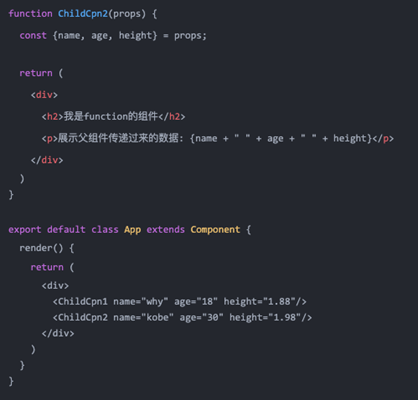 function ChildCpn2(props) {
  const {name, age, height} = props;

  return (
    <div>
      <h2>我是function的组件</h2>
      <p>展示父组件传递过来的数据: {name + " " + age + " " + height}</p>
    </div>
  )
}

export default class App extends Component {
  render() {
    return (
      <div>
        <ChildCpn1 name="why" age="18" height="1.88"/>
        <ChildCpn2 name="kobe" age="30" height="1.98"/>
      </div>
    )
  }
}